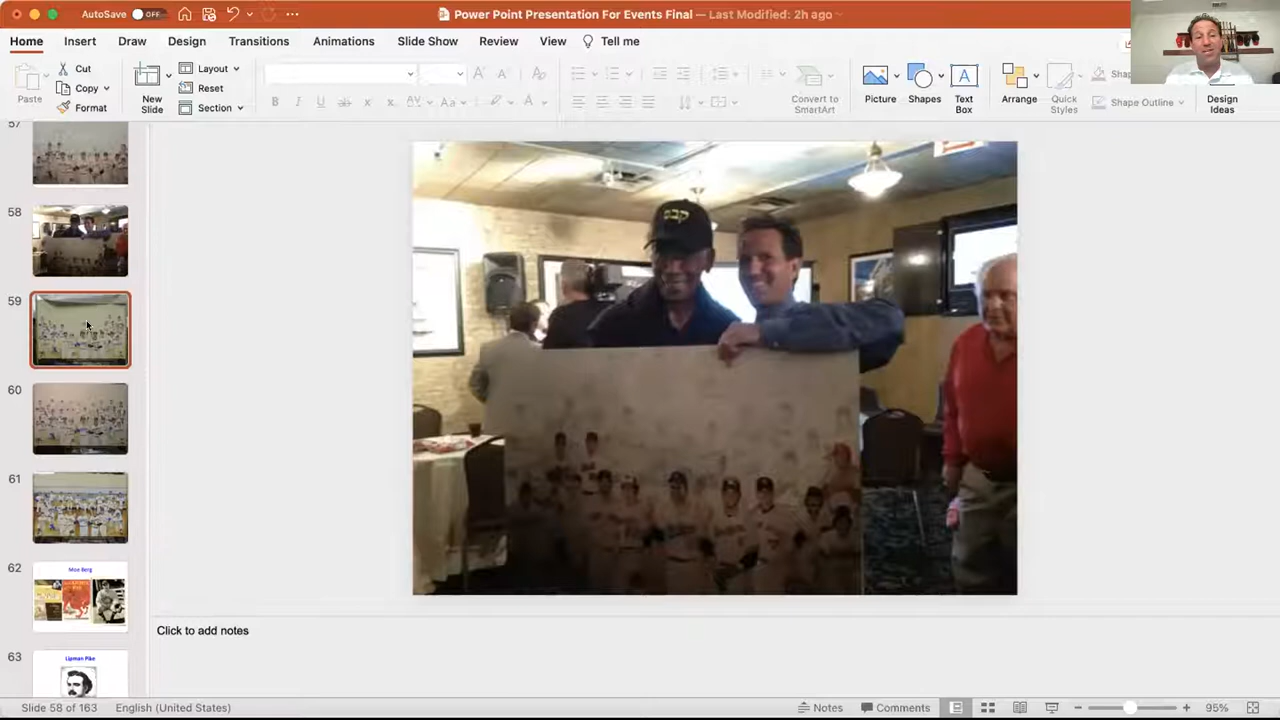 AutoSave OFF
Power Point Presentation For Events Final — Last Modified: 2h ago
Home Insert Draw Design Transitions Animations Slide Show Review View Tell me
Paste
Cut
Copy
Format
New Slide
Layout
Reset
Section
Convert to SmartArt
Picture
Shapes
Text Box
Arrange
Quick Styles
Shape Outline
Design Ideas
57
58
59
60
61
62
Moe Berg
63
Lipman Pike
Click to add notes
Slide 58 of 163 English (United States) Notes Comments 95%